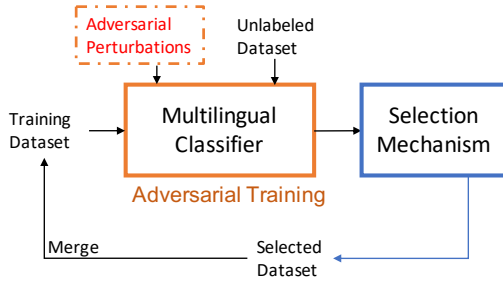 Adversarial
Perturbations
Unlabeled
Dataset
Training
Dataset
Multilingual
Classifier
Selection
Mechanism
Adversarial Training
Merge
Selected
Dataset